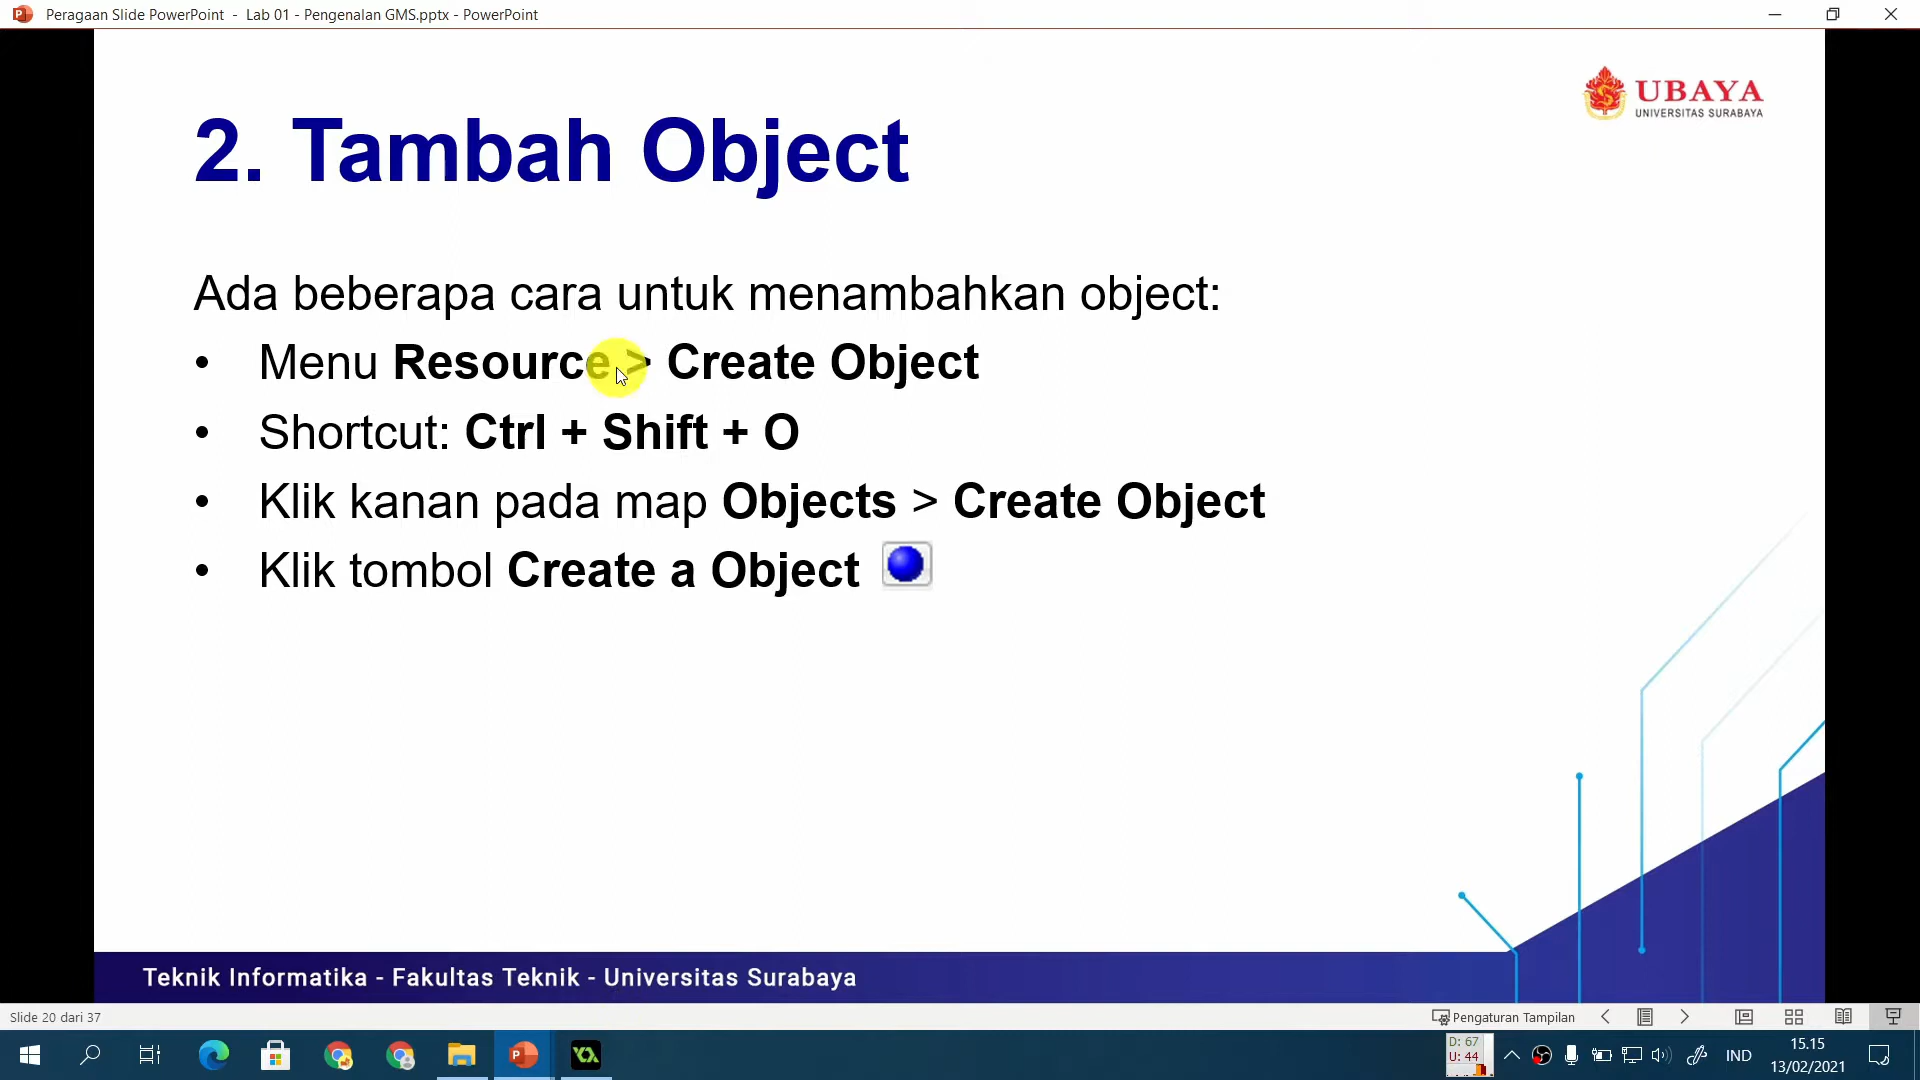 Peragaan Slide PowerPoint - Lab 01 - Pengenalan GMS.pptx - PowerPoint
UBAYA
UNIVERSITAS SURABAYA
2. Tambah Object
Ada beberapa cara untuk menambahkan object:
• Menu Resource > Create Object
• Shortcut: Ctrl + Shift + O
• Klik kanan pada map Objects > Create Object
• Klik tombol Create a Object
Teknik Informatika - Fakultas Teknik - Universitas Surabaya
Slide 20 dari 37
Pengaturan Tampilan
D: 67
U: 44
IND
15.15
13/02/2021